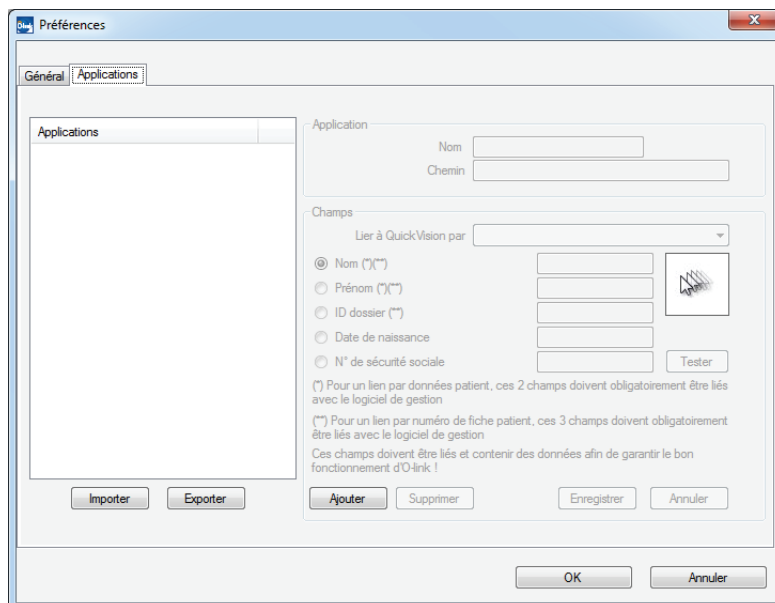 Préférences
Général
Applications
Applications
Application
Nom
Chemin
Champs
Lier à QuickVision par
Nom (*)(**)
Prénom (*)(**)
ID dossier (**)
Date de naissance
N° de sécurité sociale
Tester
(*) Pour un lien par données patient, ces 2 champs doivent obligatoirement être liés
avec le logiciel de gestion
(**) Pour un lien par numéro de fiche patient, ces 3 champs doivent obligatoirement
être liés avec le logiciel de gestion
Ces champs doivent être liés et contenir des données afin de garantir le bon
fonctionnement d'O-link !
Importer
Exporter
Ajouter
Supprimer
Enregistrer
Annuler
OK
Annuler